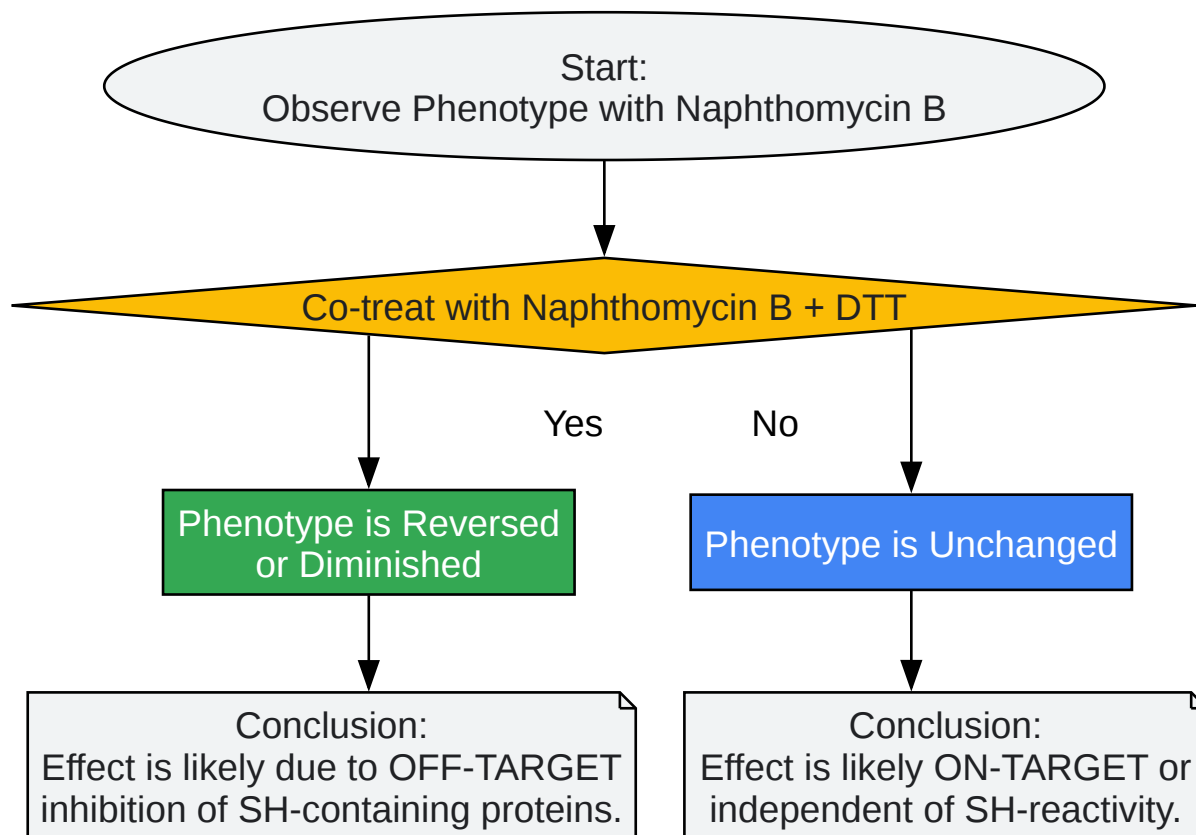 Start:
Observe Phenotype with Naphthomycin B
Co-treat with Naphthomycin B + DTT
Yes
No
Phenotype is Reversed
or Diminished
Phenotype is Unchanged
Conclusion:
Effect is likely due to OFF-TARGET
inhibition of SH-containing proteins.
Conclusion:
Effect is likely ON-TARGET or
independent of SH-reactivity.